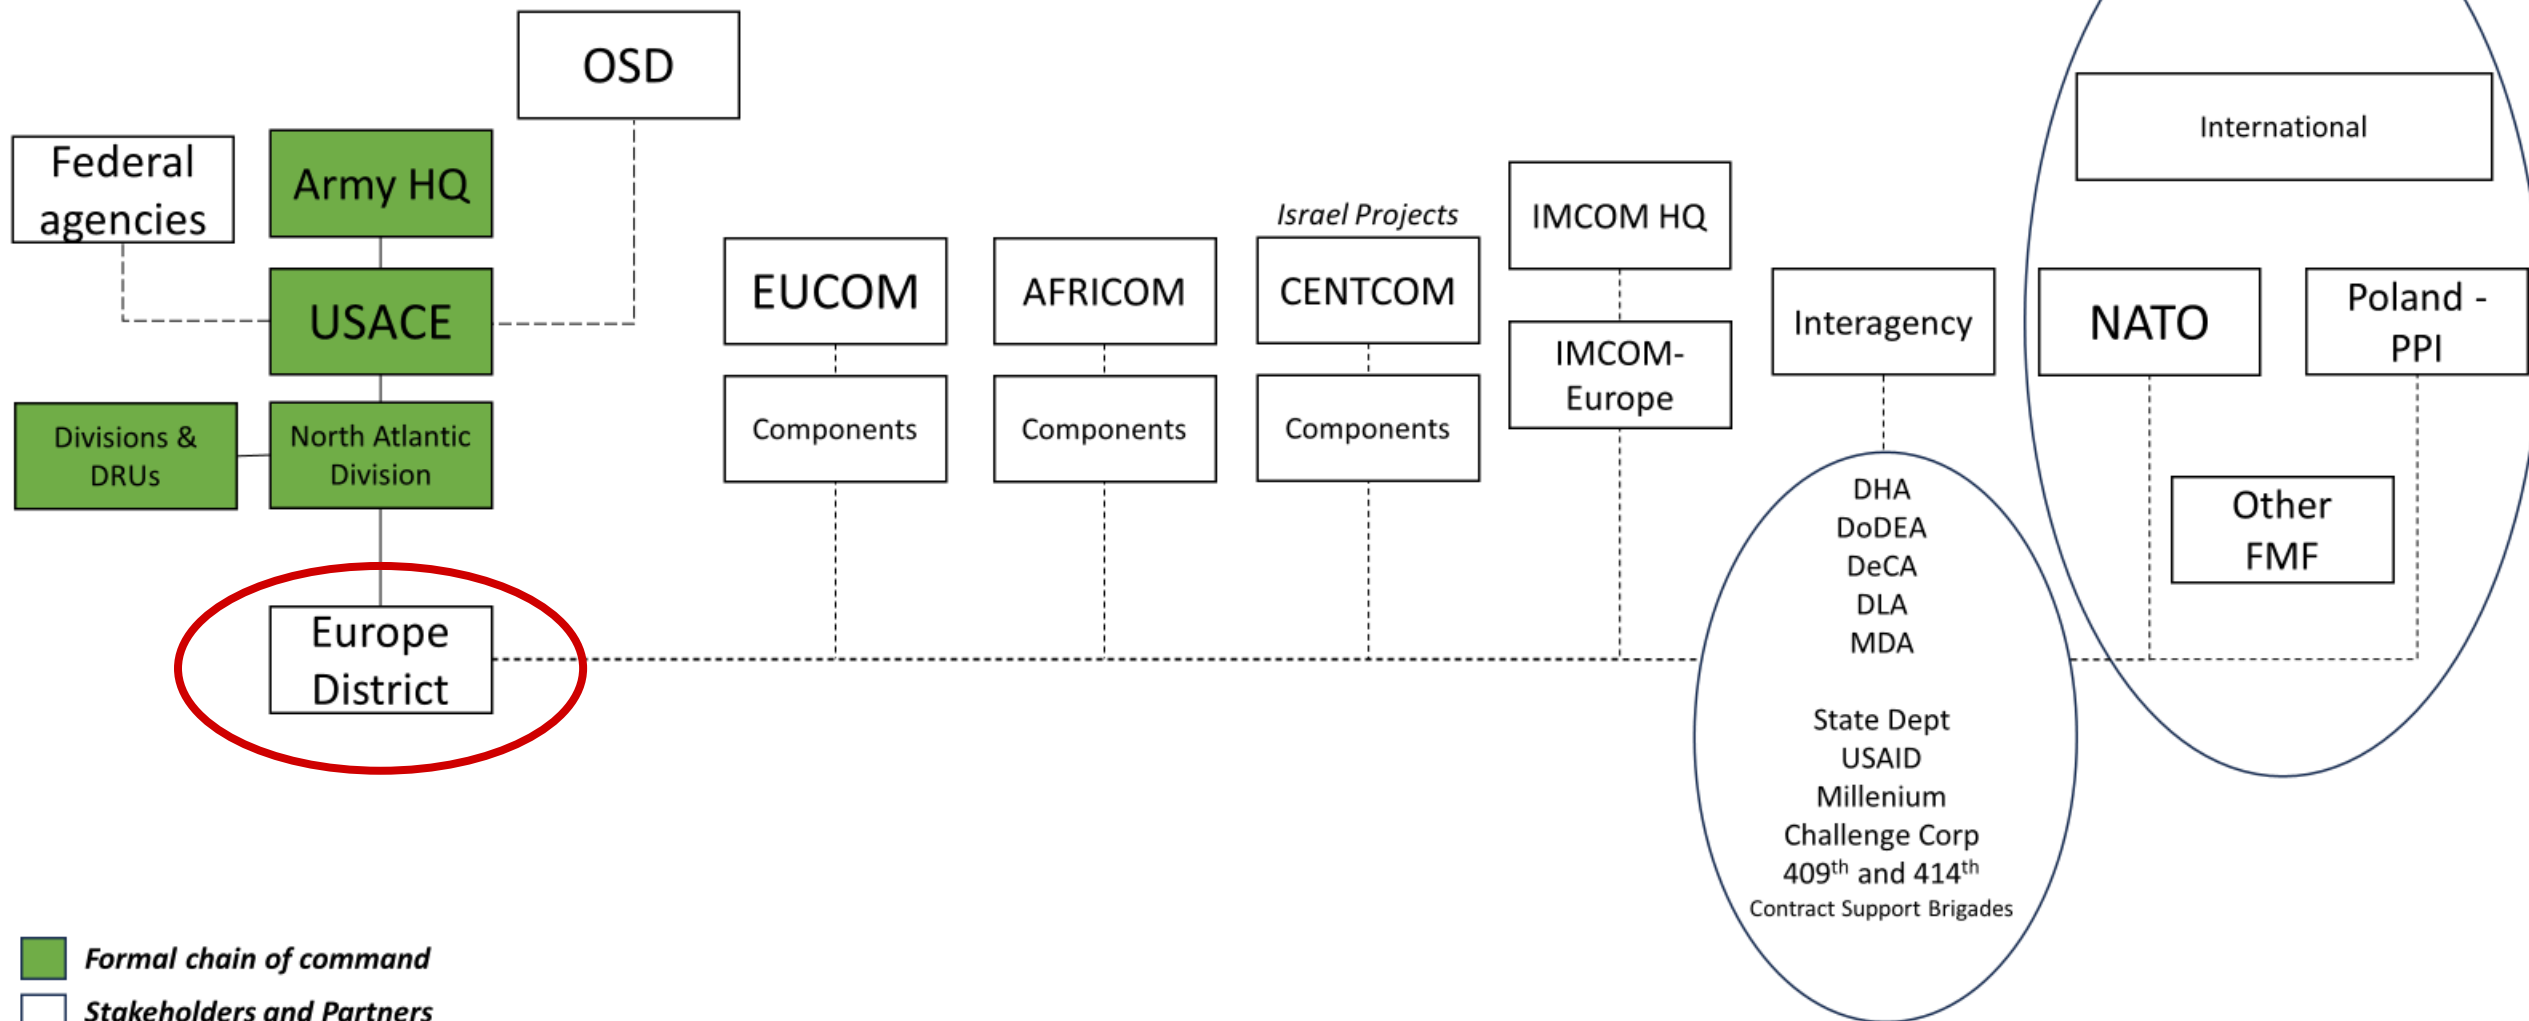 OSD
Federal
agencies
Army HQ
USACE
Divisions &
DRUs
North Atlantic
Division
Europe
District
EUCOM
Components
AFRICOM
Components
Israel Projects
CENTCOM
Components
IMCOM HQ
IMCOM-
Europe
Interagency
DHA
DoDEA
DeCA
DLA
MDA
State Dept
USAID
Millenium
Challenge Corp
409th and 414th
Contract Support Brigades
International
NATO
Poland -
PPI
Other
FMF
Formal chain of command
Stakeholders and Partners